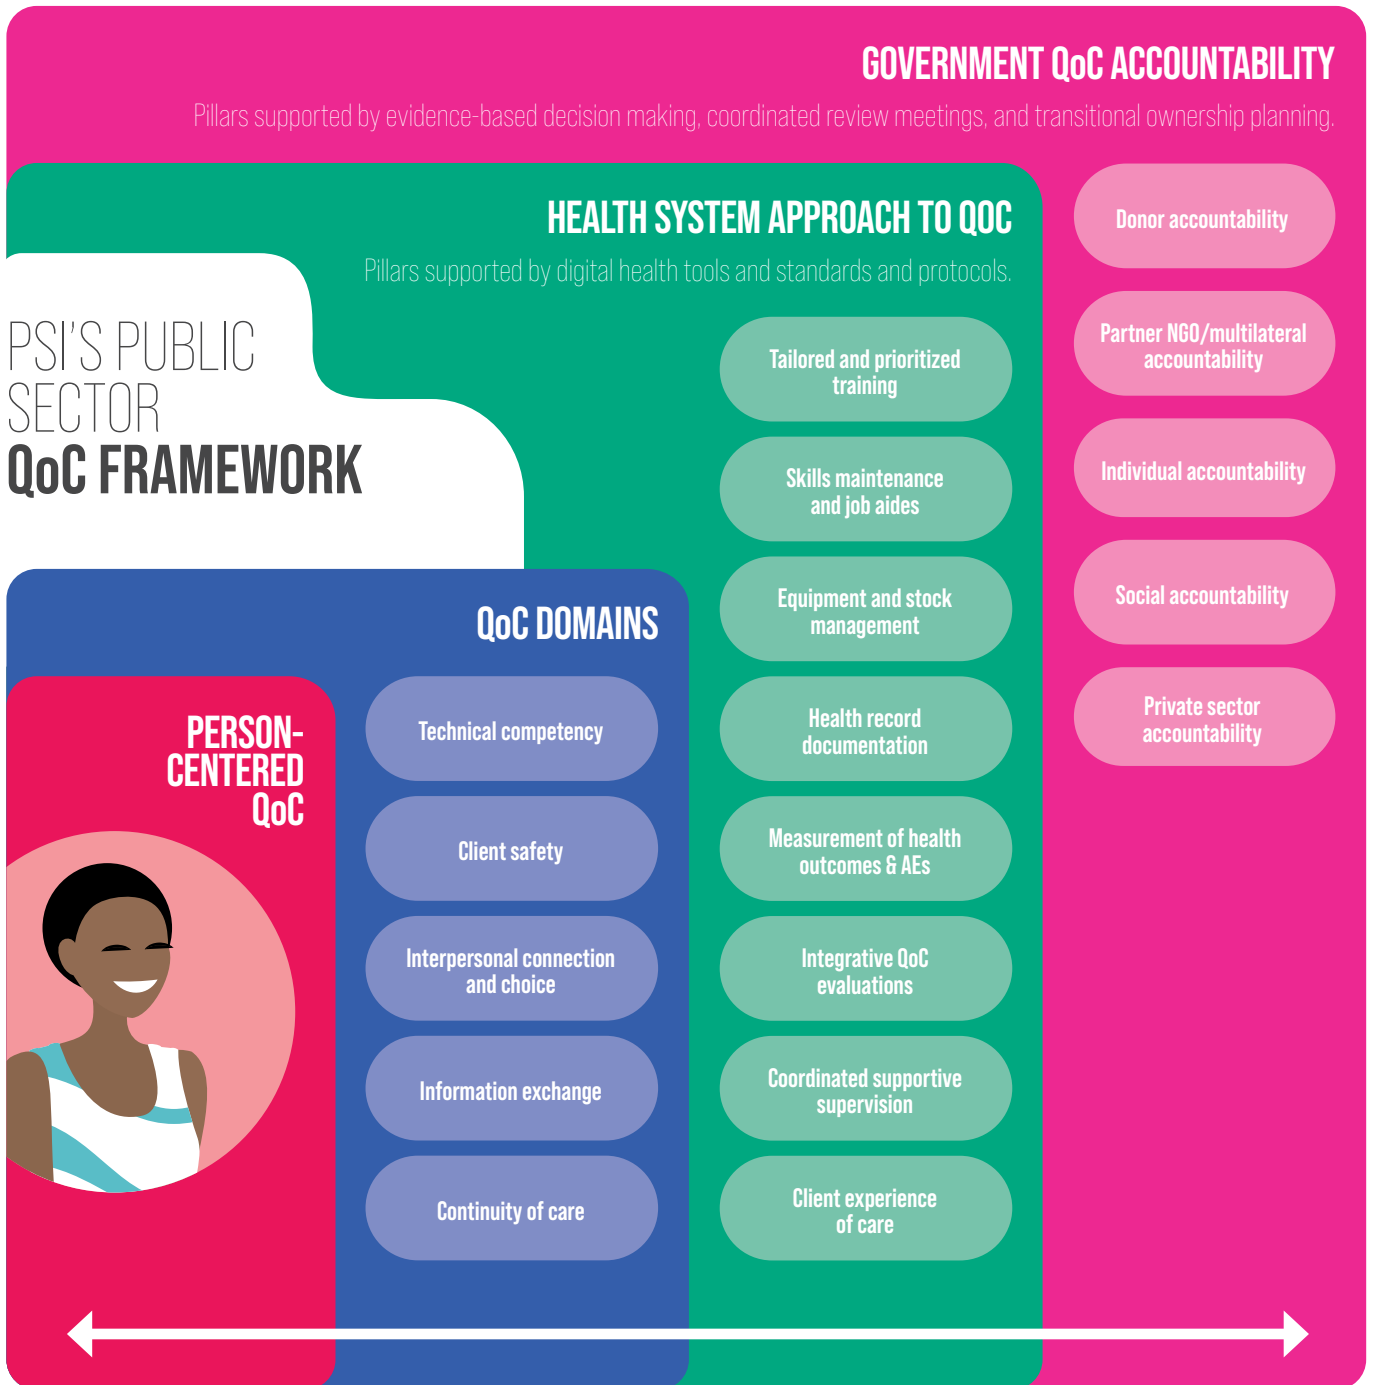 GOVERNMENT QoC ACCOUNTABILITY
Pillars supported by evidence-based decision making, coordinated review meetings, and transitional ownership planning.
HEALTH SYSTEM APPROACH TO QOC
Pillars supported by digital health tools and standards and protocols.
PSI'S PUBLIC
SECTOR
QoC FRAMEWORK
QoC DOMAINS
PERSON-
CENTERED
QoC
Technical competency
Client safety
Interpersonal connection
and choice
Information exchange
Continuity of care
Tailored and prioritized
training
Skills maintenance
and job aides
Equipment and stock
management
Health record
documentation
Measurement of health
outcomes & AEs
Integrative QoC
evaluations
Coordinated supportive
supervision
Client experience
of care
Donor accountability
Partner NGO/multilateral
accountability
Individual accountability
Social accountability
Private sector
accountability